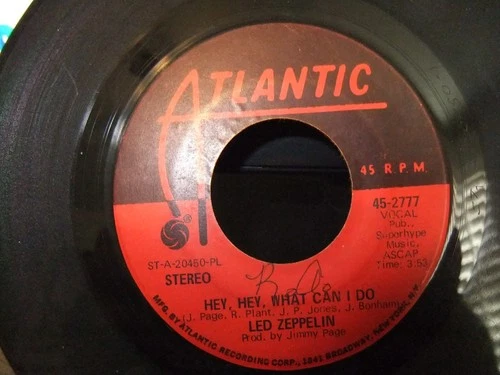 ATLANTIC
45 R.P.M.
45-2777
VOCAL
Pub.,
Superhype
Music,
ASCAP
Time: 3:53
ST-A-20460-PL
STEREO
HEY, HEY, WHAT CAN I DO
(J. Page, R. Plant, J. P. Jones, J. Bonham)
LED ZEPPELIN
Prod. by Jimmy Page
MFG. BY ATLANTIC RECORDING CORP., 1841 BROADWAY, NEW YORK, N.Y.